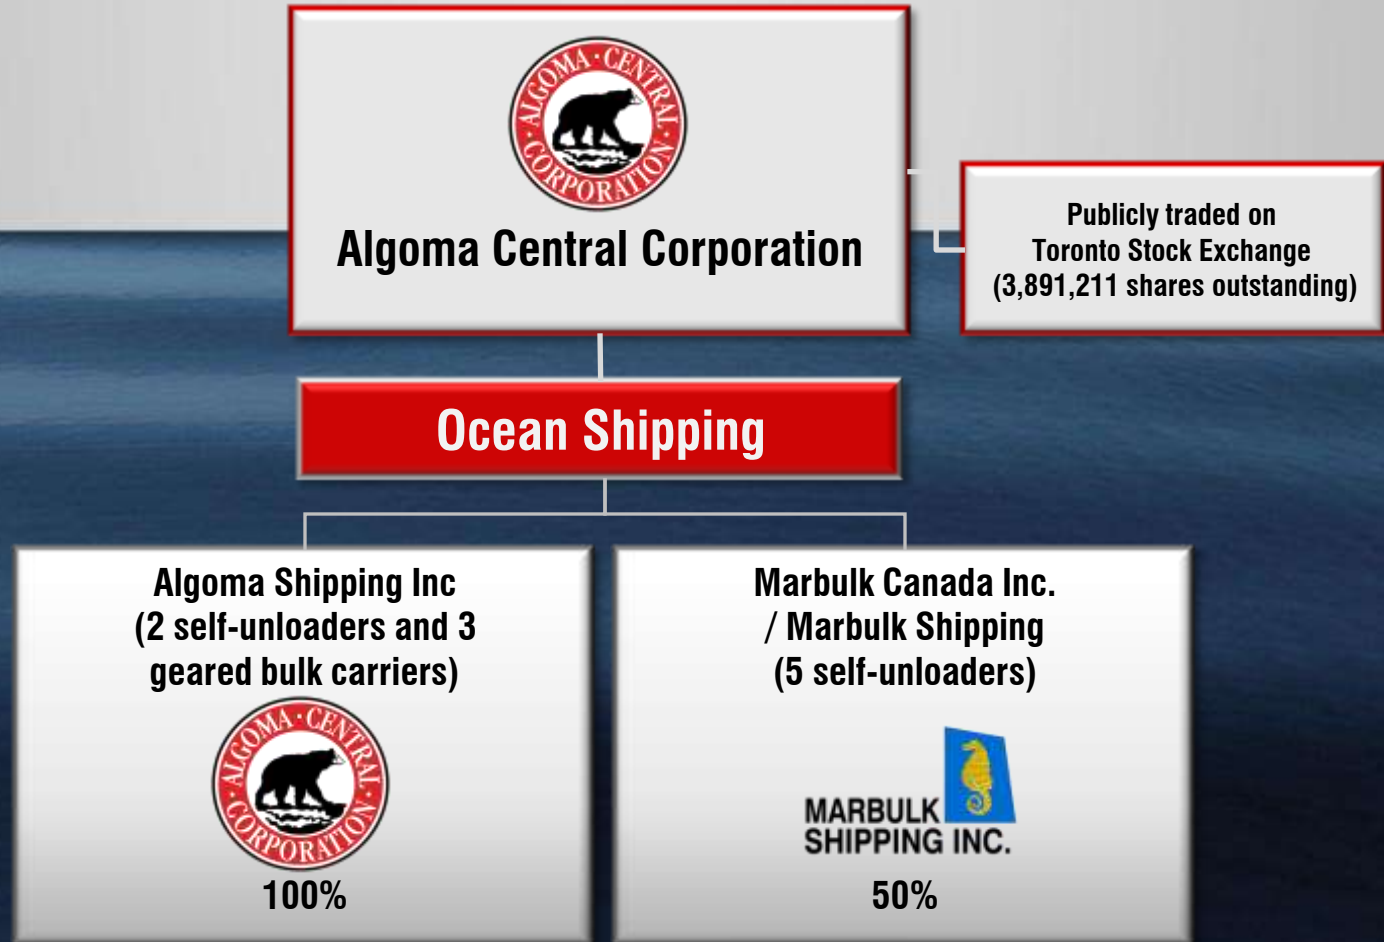 ALGOMA · CENTRAL · CORPORATION ·
Algoma Central Corporation
Publicly traded on
Toronto Stock Exchange
(3,891,211 shares outstanding)
Ocean Shipping
Algoma Shipping Inc
(2 self-unloaders and 3
geared bulk carriers)
ALGOMA · CENTRAL · CORPORATION ·
100%
Marbulk Canada Inc.
/ Marbulk Shipping
(5 self-unloaders)
MARBULK
SHIPPING INC.
50%